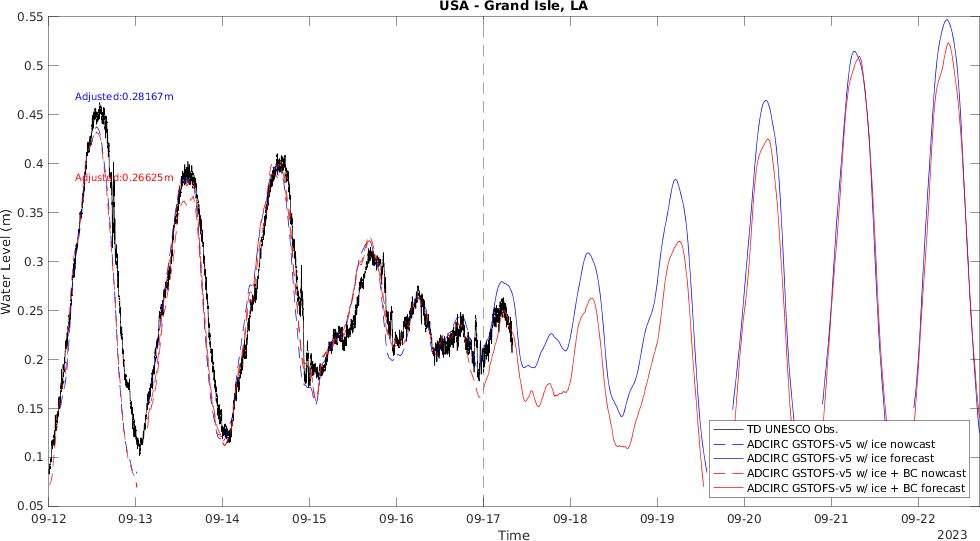 USA - Grand Isle, LA
0.55
0.5
0.45
0.4
0.35
0.3
0.25
0.2
0.15
0.1
0.05
Water Level (m)
Adjusted:0.28167m
Adjusted:0.26625m
TD UNESCO Obs.
ADCIRC GSTOFS-v5 w/ ice nowcast
ADCIRC GSTOFS-v5 w/ ice forecast
ADCIRC GSTOFS-v5 w/ ice + BC nowcast
ADCIRC GSTOFS-v5 w/ ice + BC forecast
09-12 09-13 09-14 09-15 09-16 09-17 09-18 09-19 09-20 09-21 09-22
Time
2023